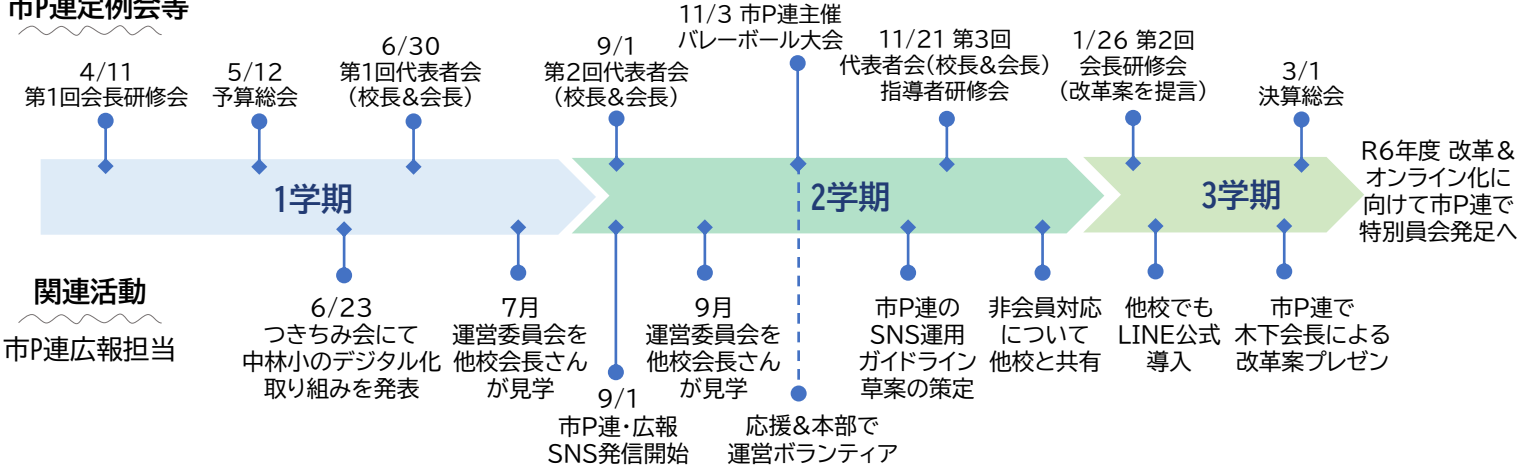 市P連定例会等
4/11
第1回会長研修会
5/12
予算総会
6/30
第1回代表者会
(校長&会長)
9/1
第2回代表者会
(校長&会長)
11/3 市P連主催
バレーボール大会
11/21 第3回
代表者会(校長&会長)
指導者研修会
1/26 第2回
会長研修会
(改革案を提言)
3/1
決算総会
1学期
2学期
3学期
R6年度 改革&
オンライン化に
向けて市P連で
特別員会発足へ
関連活動
市P連広報担当
6/23
つきちみ会にて
中林小のデジタル化
取り組みを発表
7月
運営委員会を
他校会長さん
が見学
9/1
市P連・広報
SNS発信開始
9月
運営委員会を
他校会長さん
が見学
応援&本部で
運営ボランティア
市P連の
SNS運用
ガイドライン
草案の策定
非会員対応
について
他校と共有
他校でも
LINE公式
導入
市P連で
木下会長による
改革案プレゼン